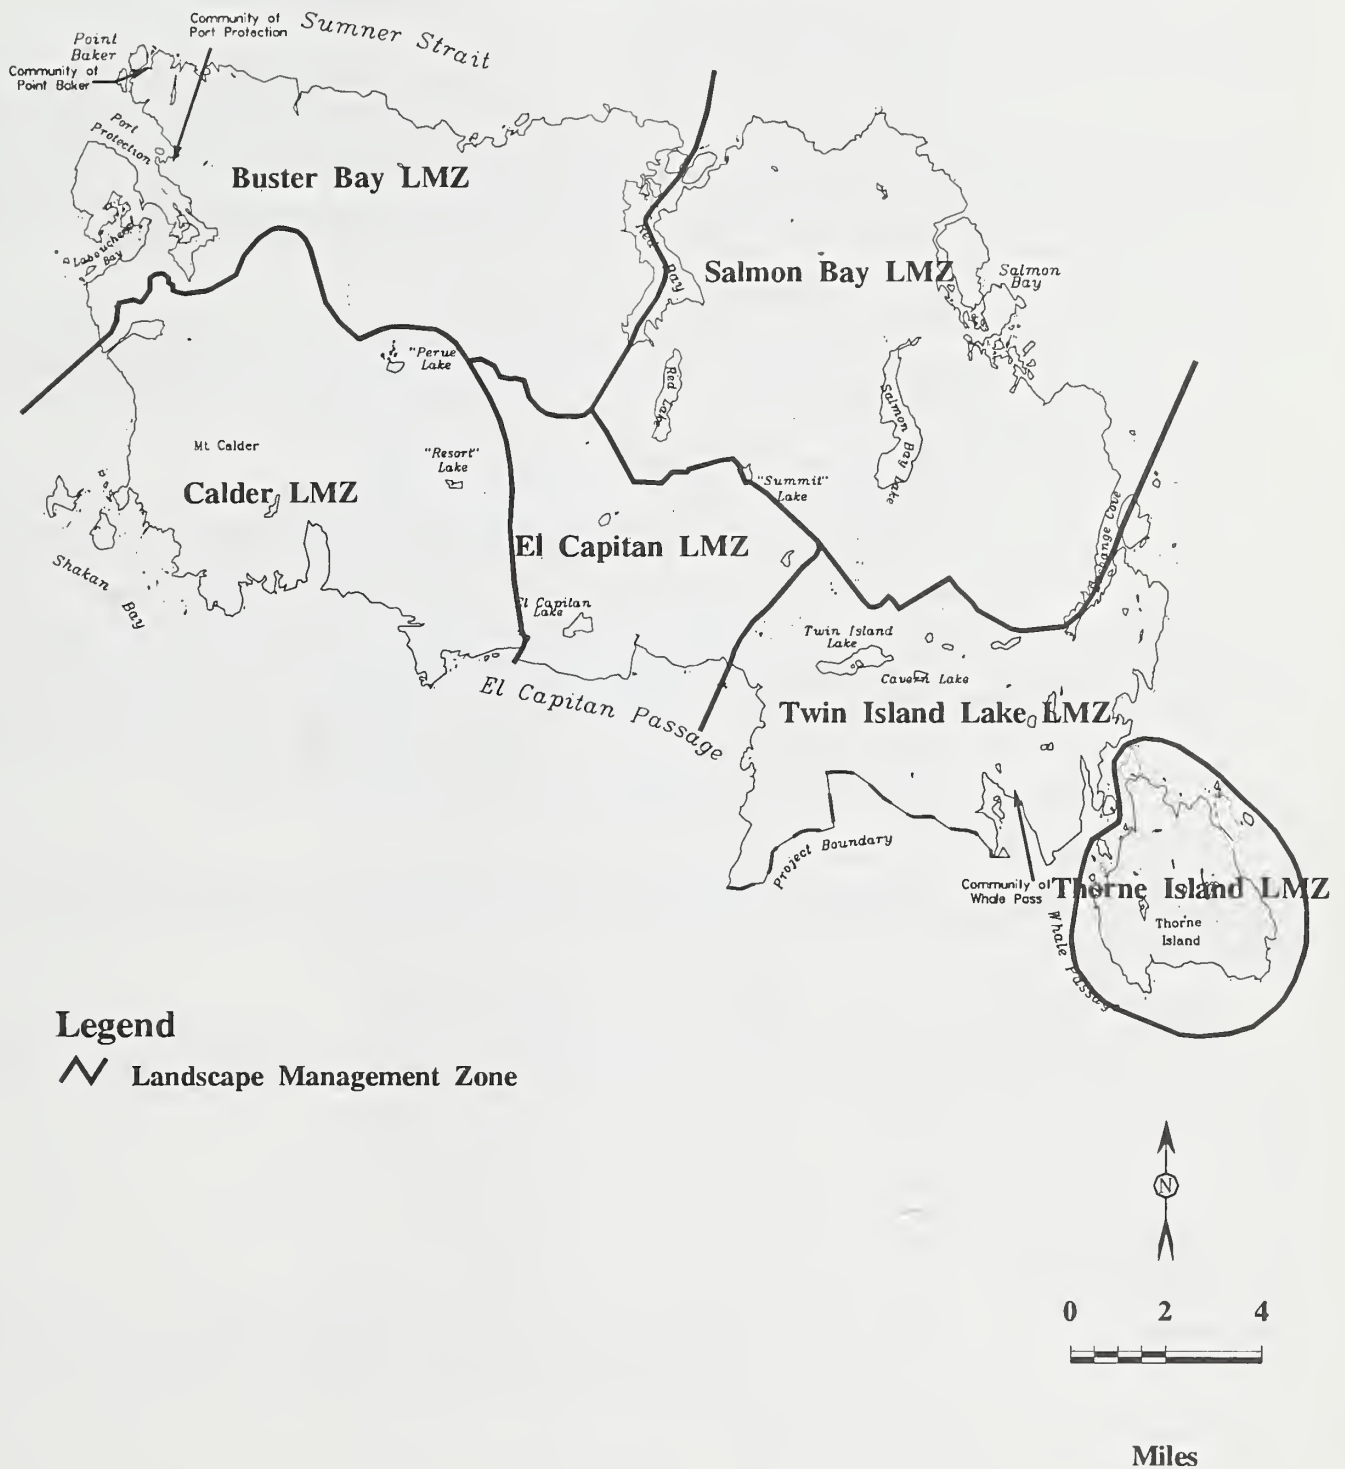 Community of
Port Protection
Sumner Strait
Point
Baker
Community of
Point Baker
Port
Protection
Buster Bay LMZ
Labouchere
Bay
Red
Bay
Salmon Bay LMZ
Salmon
Bay
"Perue
Lake
Red Lake
Salmon Bay Lake
Mt Calder
"Resort"
Lake
Calder LMZ
"Summit"
Lake
El Capitan LMZ
Exchange Cove
Shakan
Bay
El Capitan
Lake
Twin Island
Lake
Cavern Lake
El Capitan Passage
Twin Island Lake LMZ
Project Boundary
Community of
Whale Pass
Thorne Island LMZ
Whale Passage
Thorne
Island
Legend
Landscape Management Zone
N
0 2 4
Miles